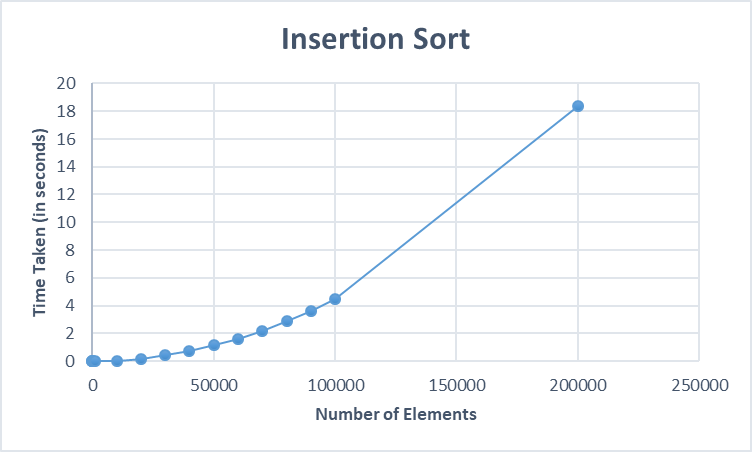 Insertion Sort
Time Taken (in seconds)
20
18
16
14
12
10
8
6
4
2
0
0 50000 100000 150000 200000 250000
Number of Elements